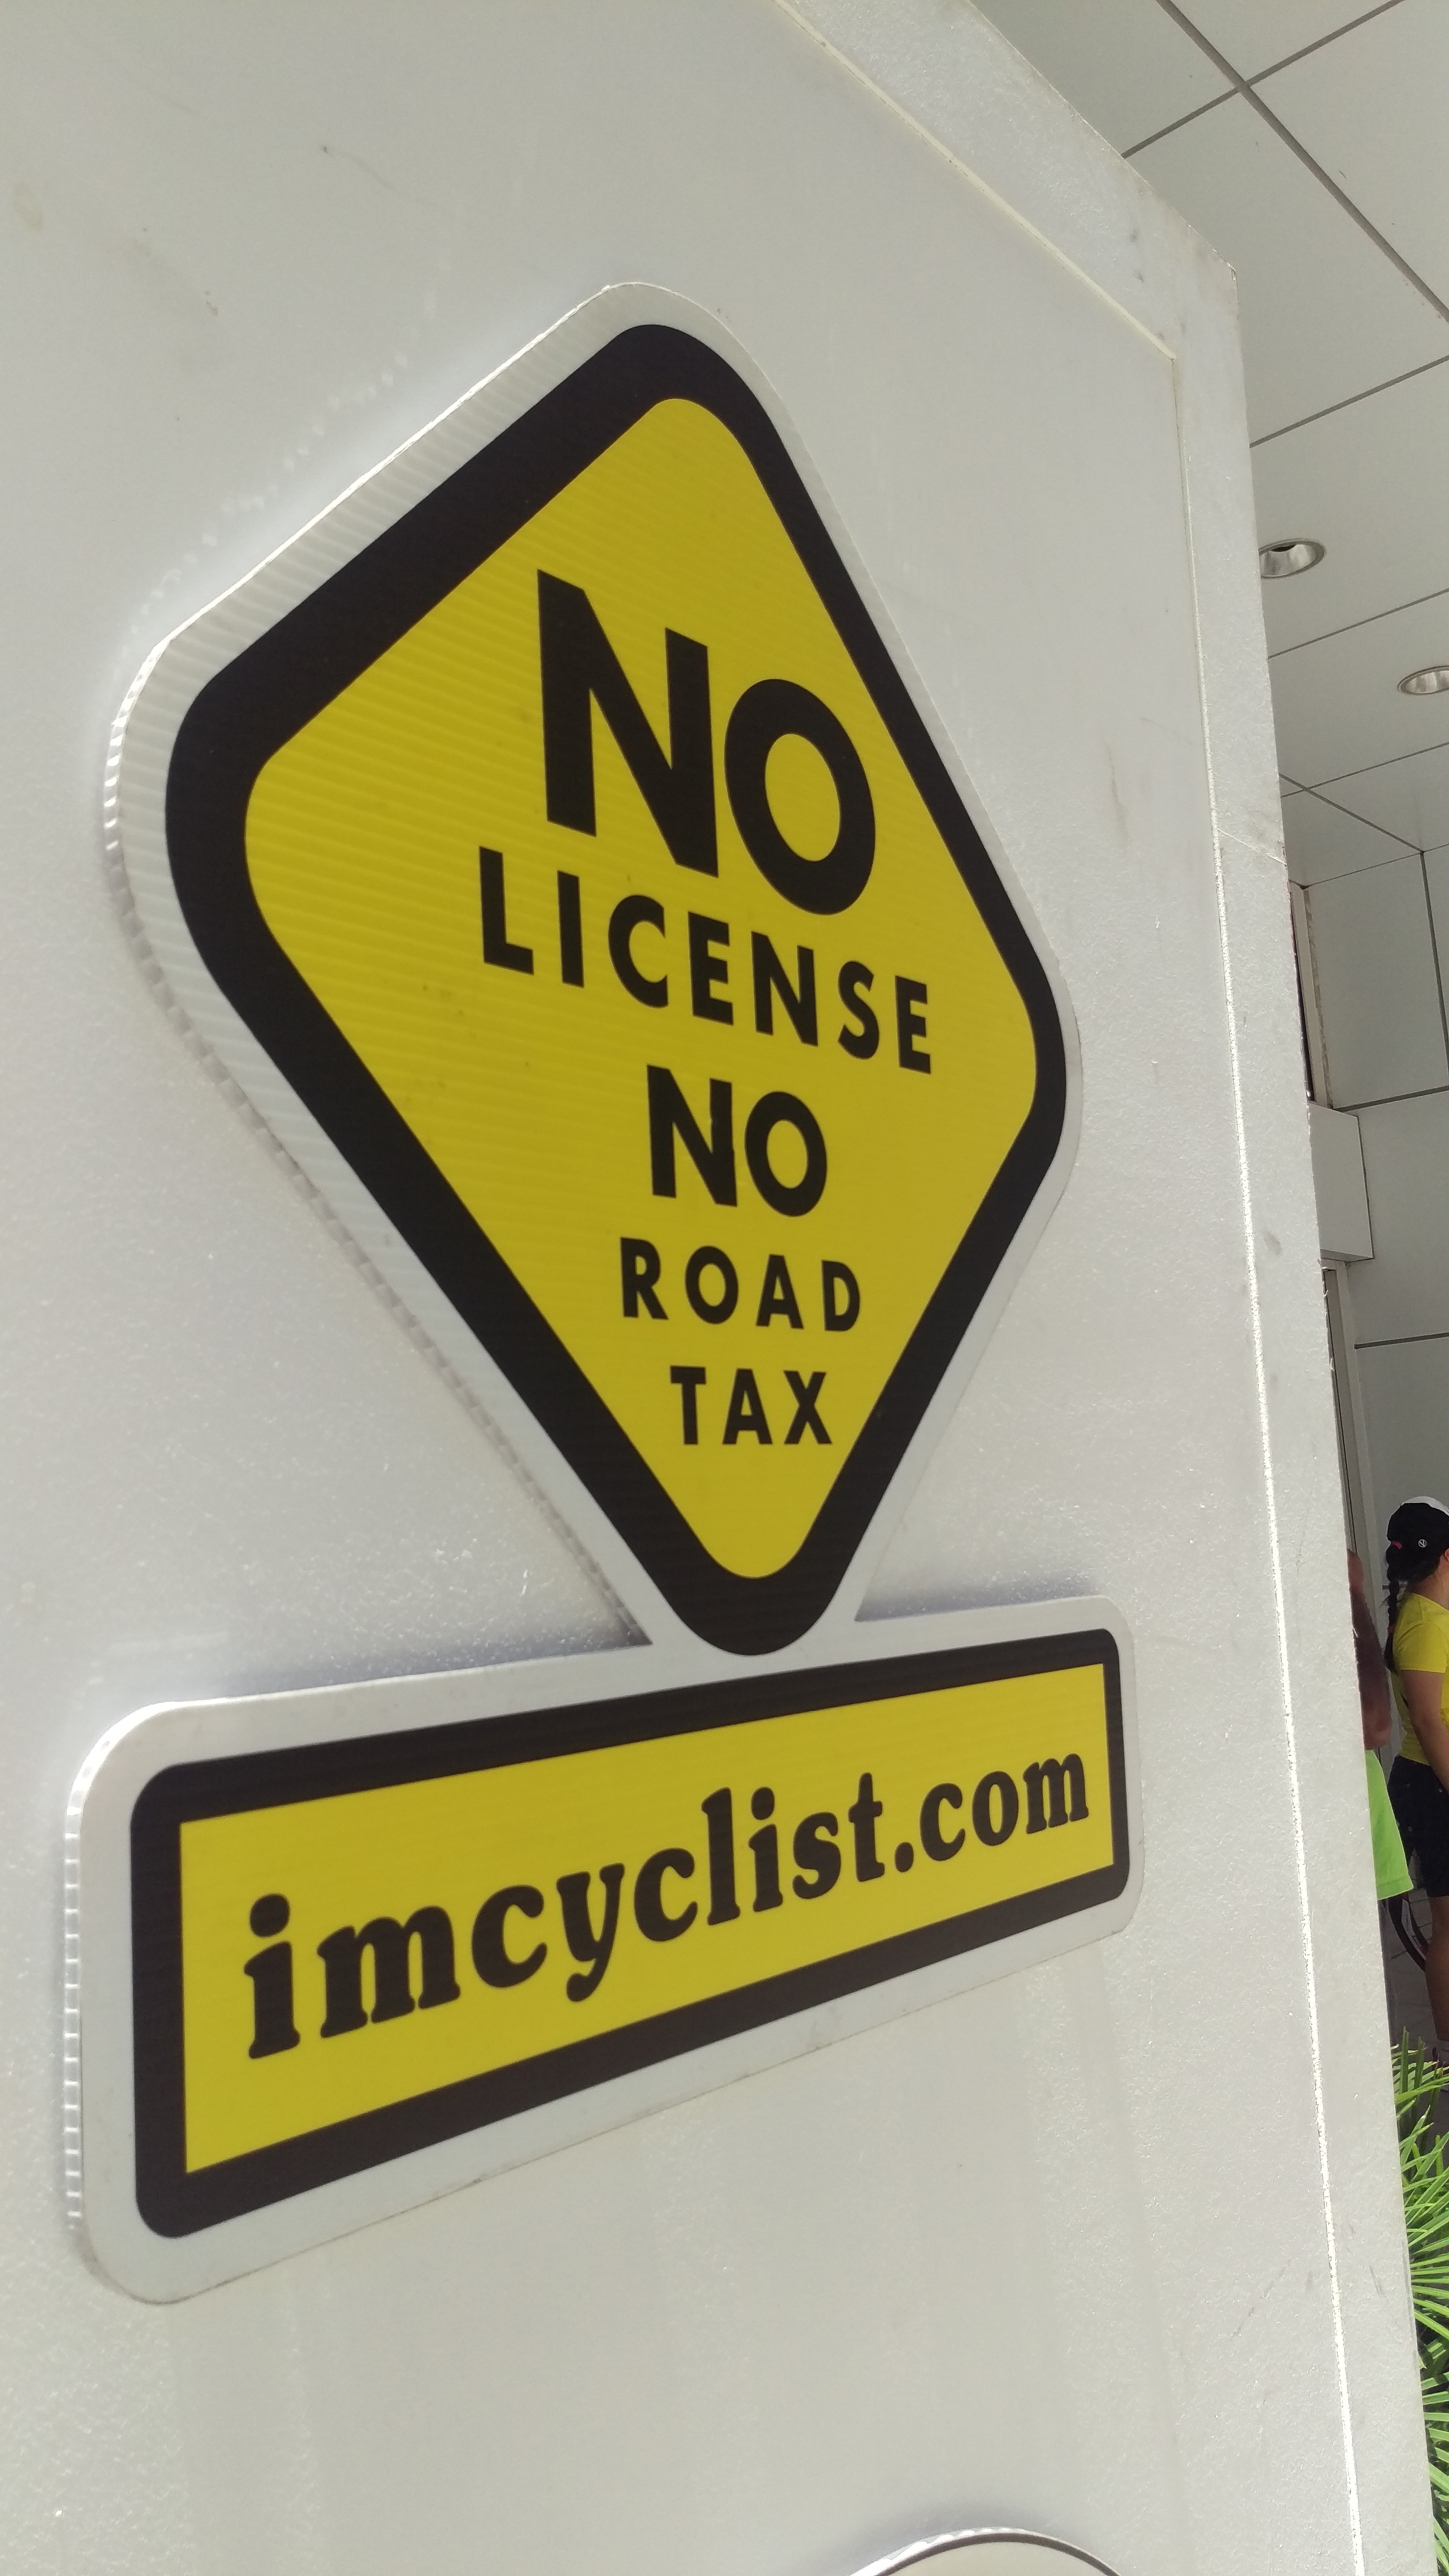 NO
LICENSE
NO
ROAD
TAX
imcyclist.com